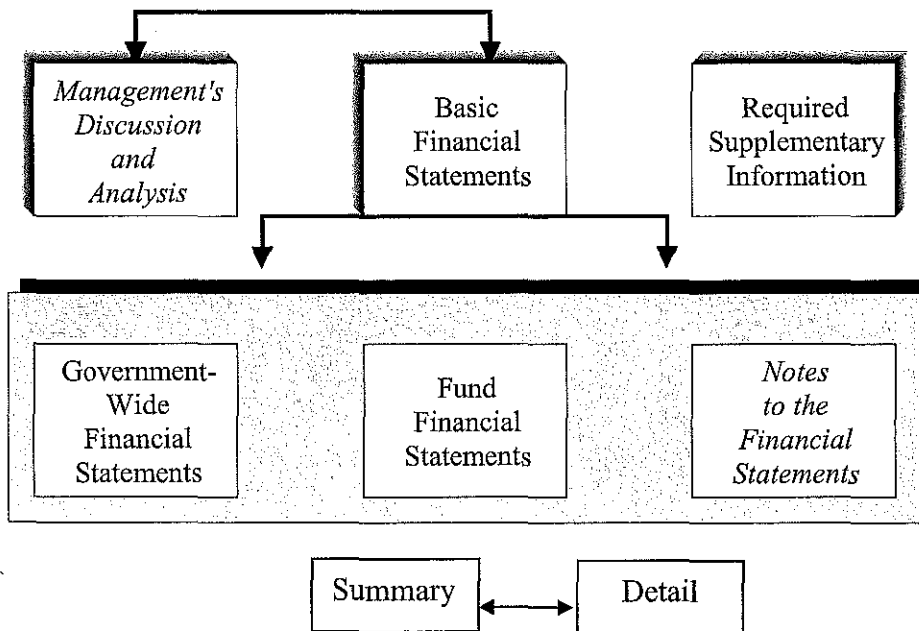 Management's
Discussion
and
Analysis
Basic
Financial
Statements
Required
Supplementary
Information
Government-
Wide
Financial
Statements
Fund
Financial
Statements
Notes
to the
Financial
Statements
Summary
Detail